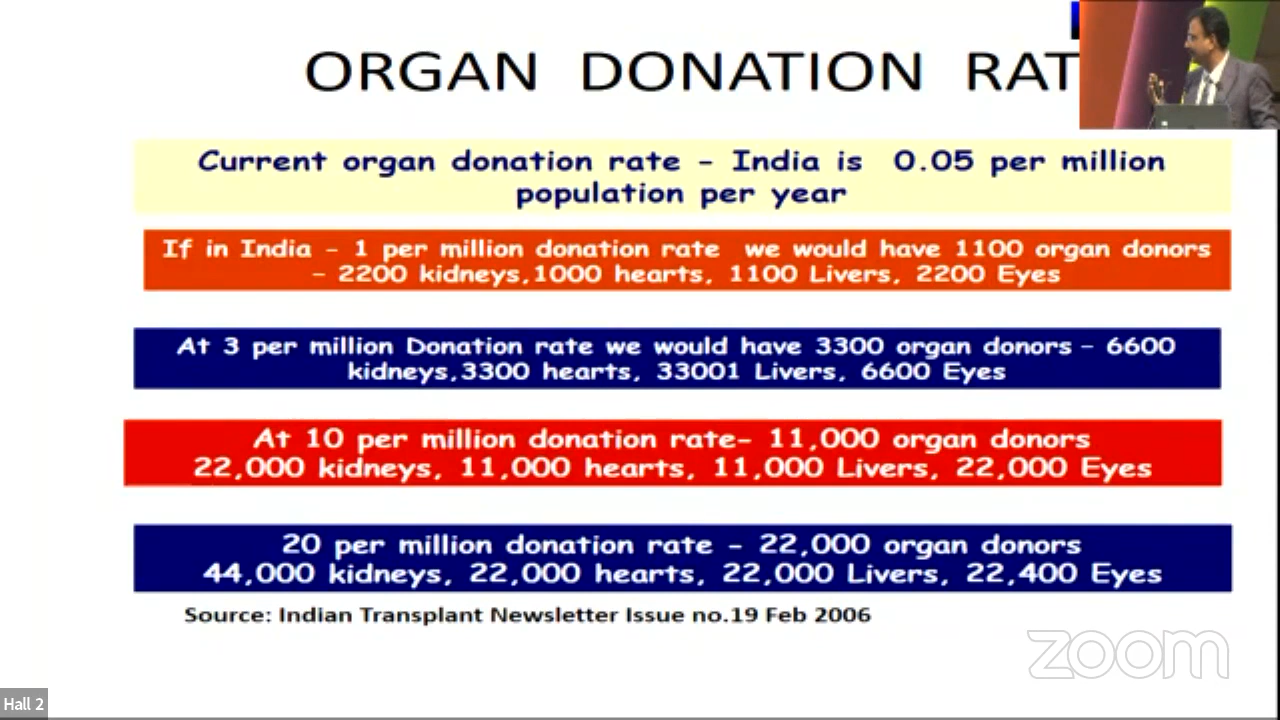 ORGAN DONATION RAT
Current organ donation rate - India is 0.05 per million
population per year
If in India - 1 per million donation rate we would have 1100 organ donors
- 2200 kidneys,1000 hearts, 1100 Livers, 2200 Eyes
At 3 per million Donation rate we would have 3300 organ donors - 6600
kidneys,3300 hearts, 33001 Livers, 6600 Eyes
At 10 per million donation rate- 11,000 organ donors
22,000 kidneys, 11,000 hearts, 11,000 Livers, 22,000 Eyes
20 per million donation rate - 22,000 organ donors
44,000 kidneys, 22,000 hearts, 22,000 Livers, 22,400 Eyes
Source: Indian Transplant Newsletter Issue no.19 Feb 2006
zoom
Hall 2